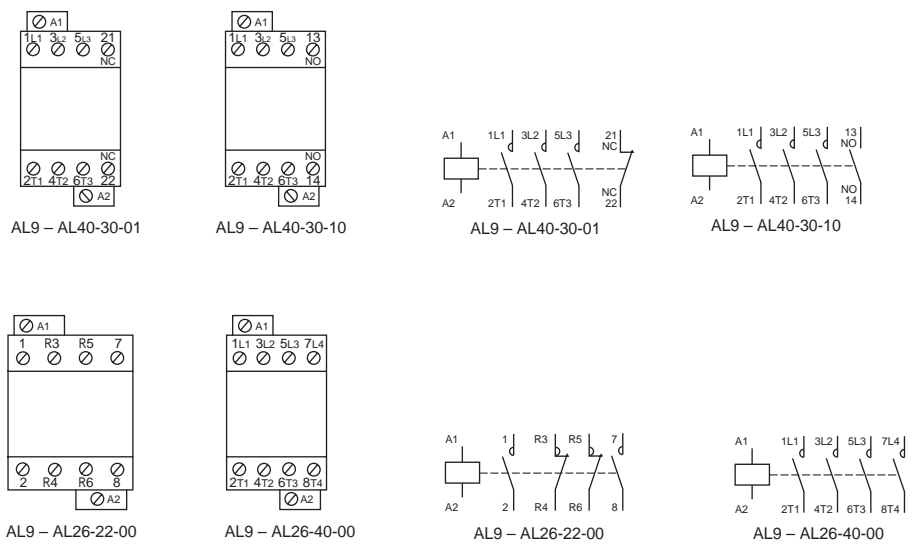 A1
1L1 3L2 5L3 21
NC
NC
2T1 4T2 6T3 22
A2
AL9 – AL40-30-01
A1
1L1 3L2 5L3 13
NO
NO
2T1 4T2 6T3 14
A2
AL9 – AL40-30-10
A1 1L1 3L2 5L3 21
NC
NC
A2 2T1 4T2 6T3 22
AL9 – AL40-30-01
A1 1L1 3L2 5L3 13
NO
NO
A2 2T1 4T2 6T3 14
AL9 – AL40-30-10
A1
1 R3 R5 7
2 R4 R6 8
A2
AL9 – AL26-22-00
A1
1L1 3L2 5L3 7L4
2T1 4T2 6T3 8T4
A2
AL9 – AL26-40-00
A1 1 R3 R5 7
A2 2 R4 R6 8
AL9 – AL26-22-00
A1 1L1 3L2 5L3 7L4
A2 2T1 4T2 6T3 8T4
AL9 – AL26-40-00